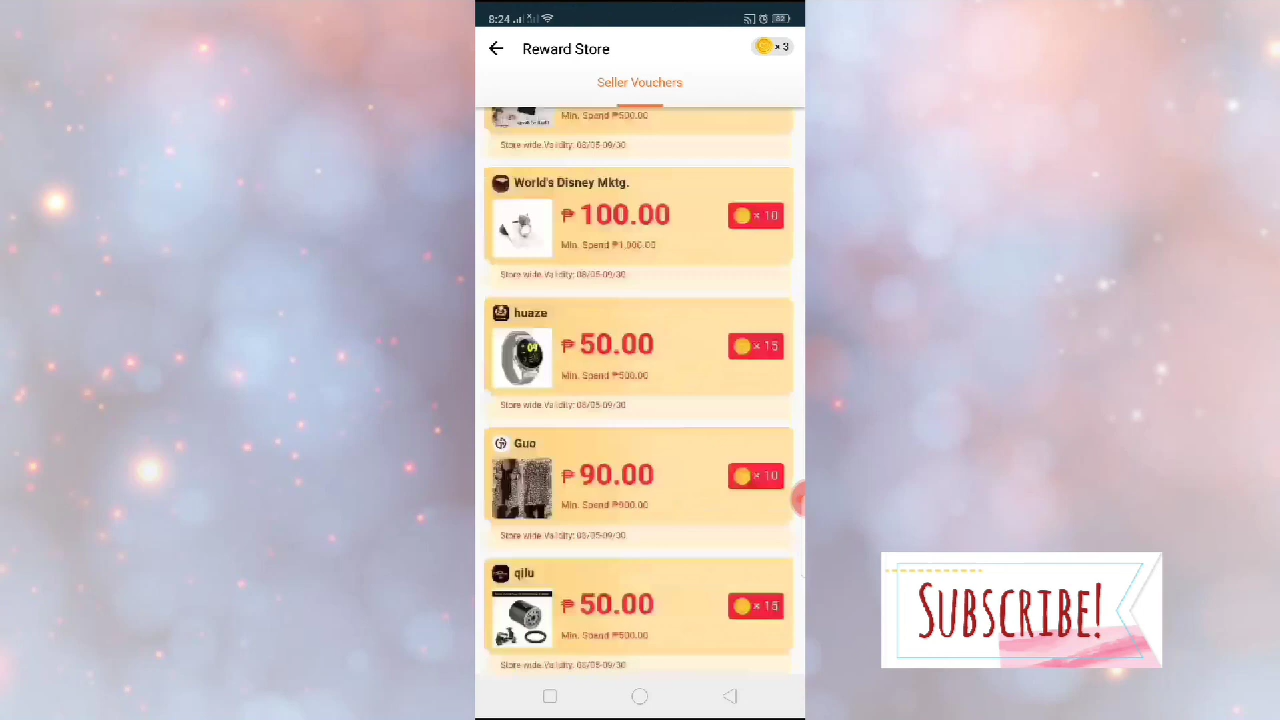 8:24
82
Reward Store
× 3
Seller Vouchers
Min. Spend ₱500.00
Store wide.Validity: 08/05-09/30
World's Disney Mktg.
₱ 100.00
× 10
Min. Spend ₱1,000.00
Store wide.Validity: 08/05-09/30
huaze
₱ 50.00
× 15
Min. Spend ₱500.00
Store wide.Validity: 08/05-09/30
Guo
₱ 90.00
× 10
Min. Spend ₱900.00
Store wide.Validity: 08/05-09/30
qilu
₱ 50.00
× 15
Min. Spend ₱500.00
Store wide.Validity: 08/05-09/30
SUBSCRIBE!